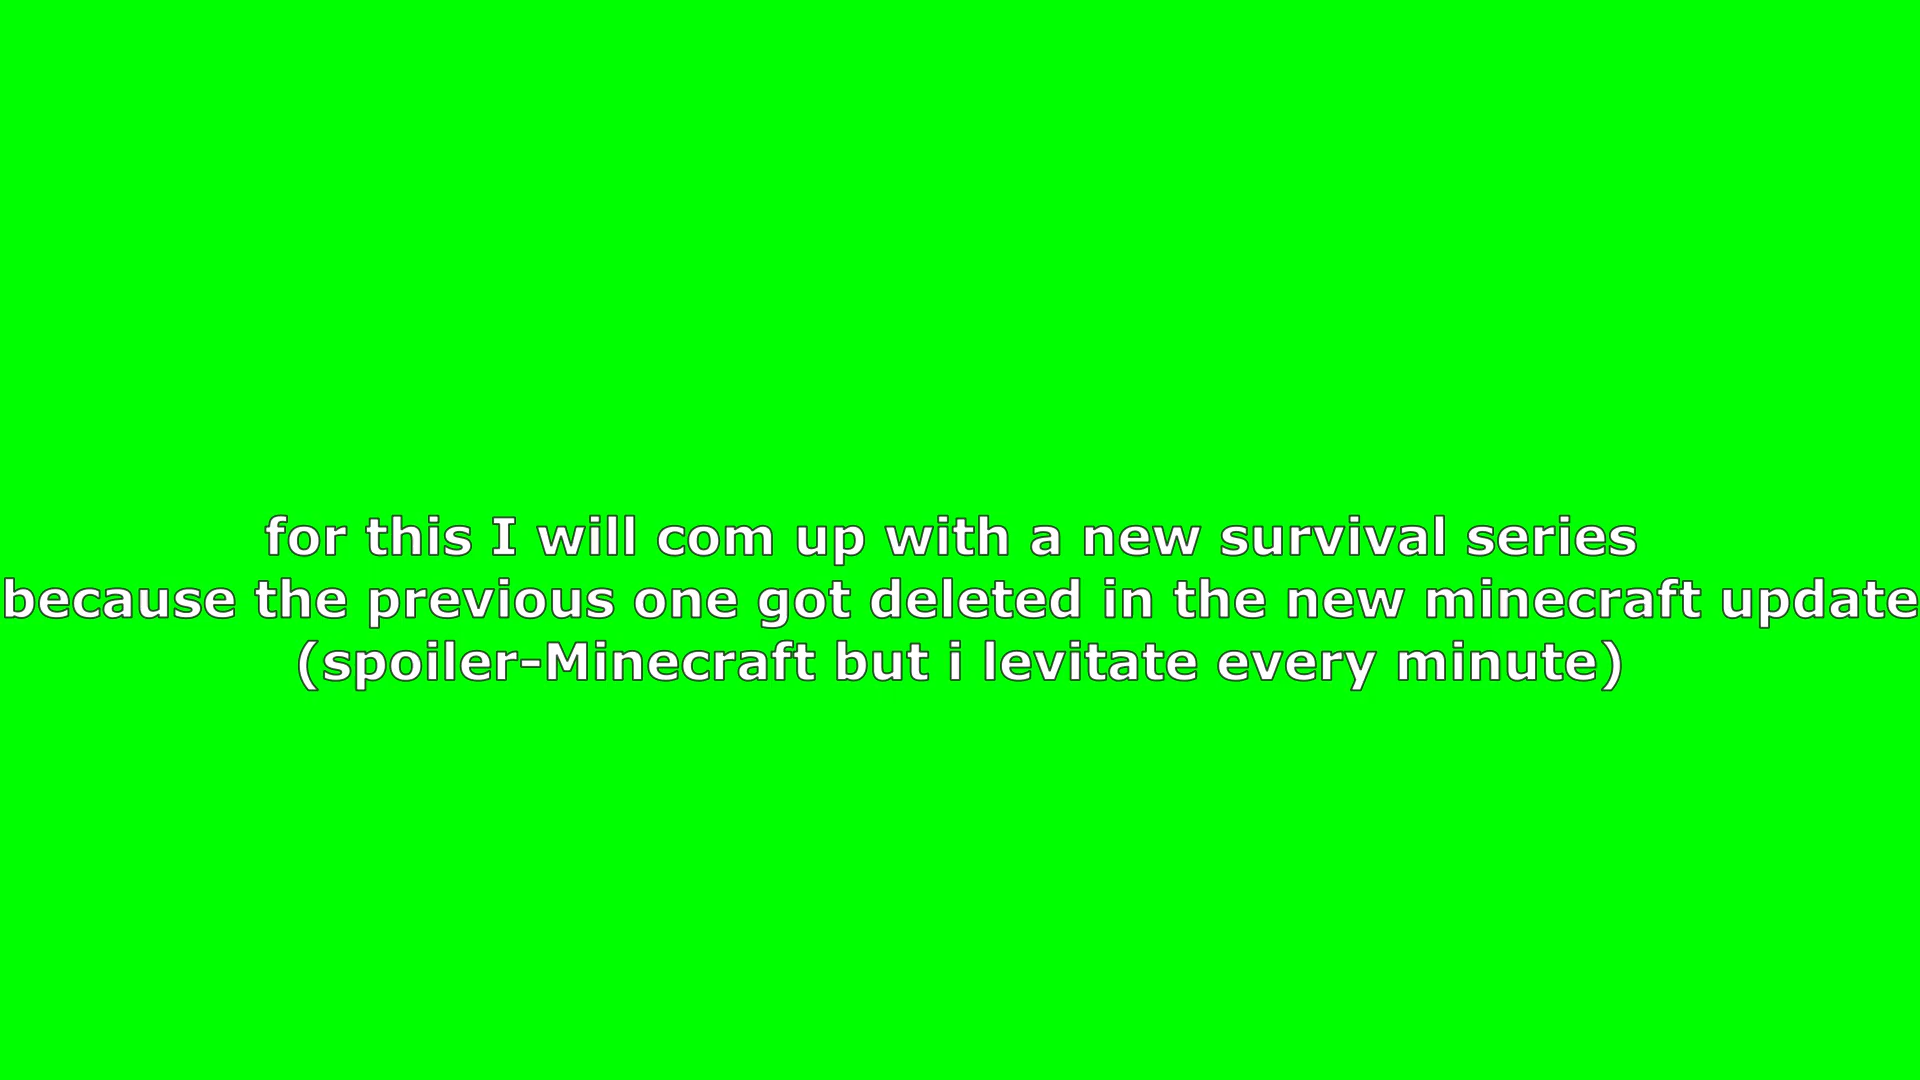 for this I will com up with a new survival series
because the previous one got deleted in the new minecraft update
(spoiler-Minecraft but i levitate every minute)